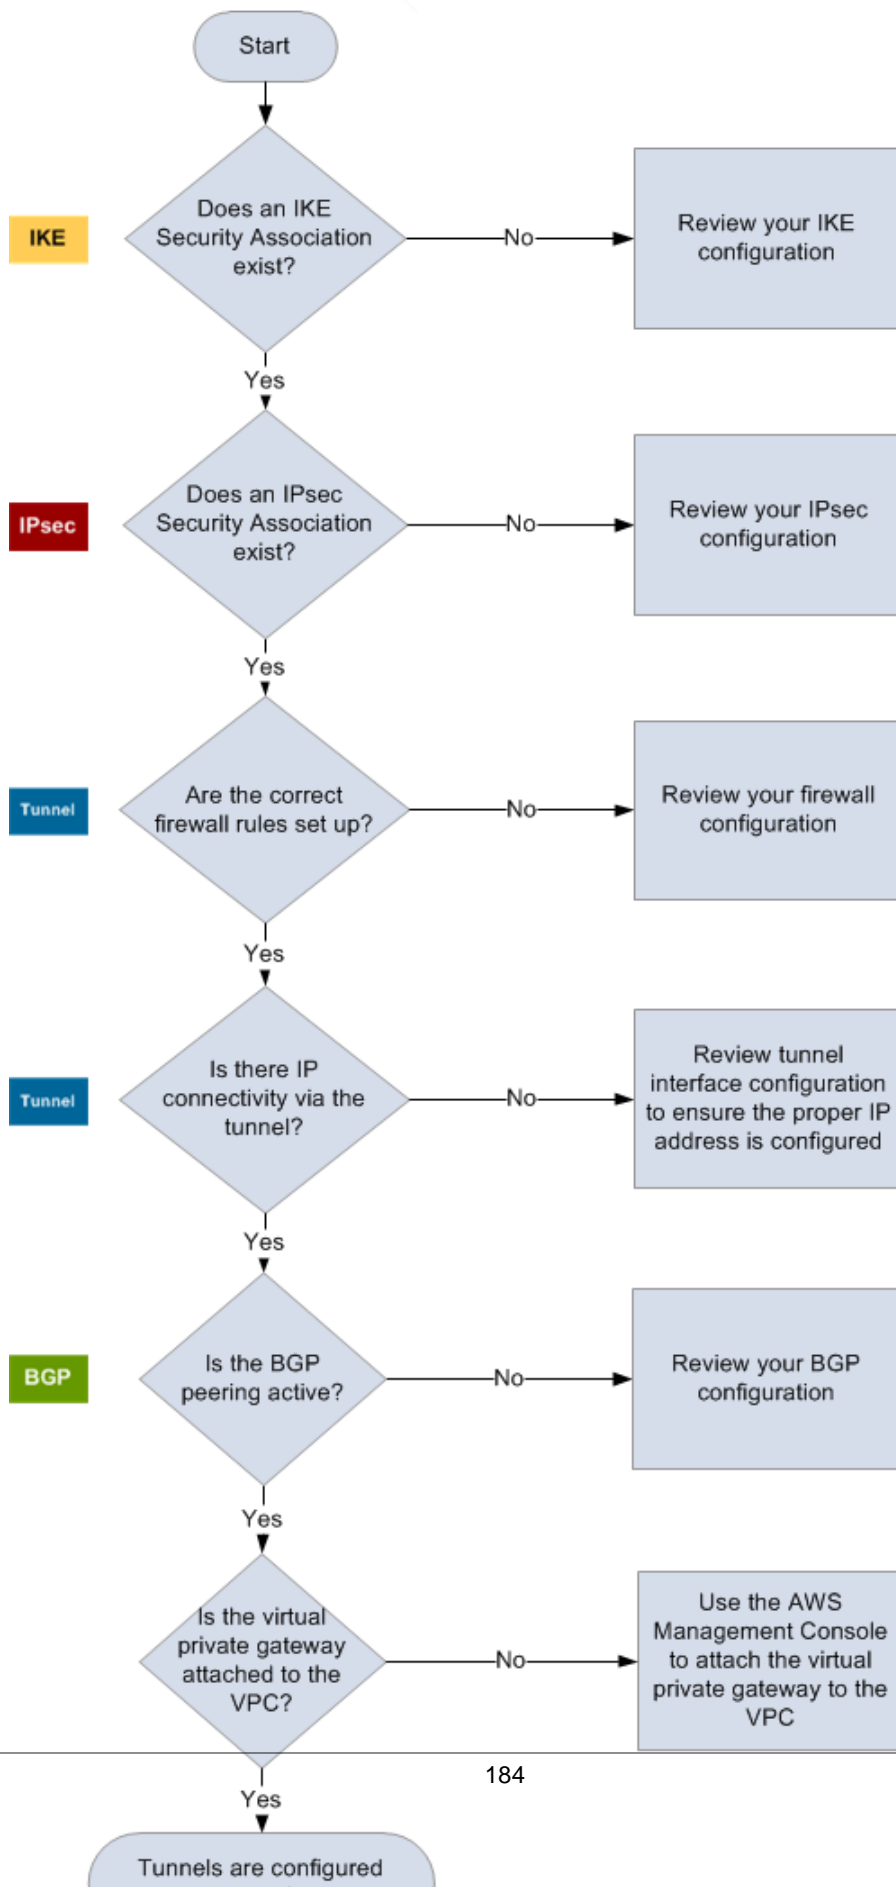 Start
IKE
Does an IKE
Security Association
exist?
No
Review your IKE
configuration
Yes
IPsec
Does an IPsec
Security Association
exist?
No
Review your IPsec
configuration
Yes
Tunnel
Are the correct
firewall rules set up?
No
Review your firewall
configuration
Yes
Tunnel
Is there IP
connectivity via the
tunnel?
No
Review tunnel
interface configuration
to ensure the proper IP
address is configured
Yes
BGP
Is the BGP
peering active?
No
Review your BGP
configuration
Yes
Is the virtual
private gateway
attached to the
VPC?
No
Use the AWS
Management Console
to attach the virtual
private gateway to the
VPC
184
Yes
Tunnels are configured